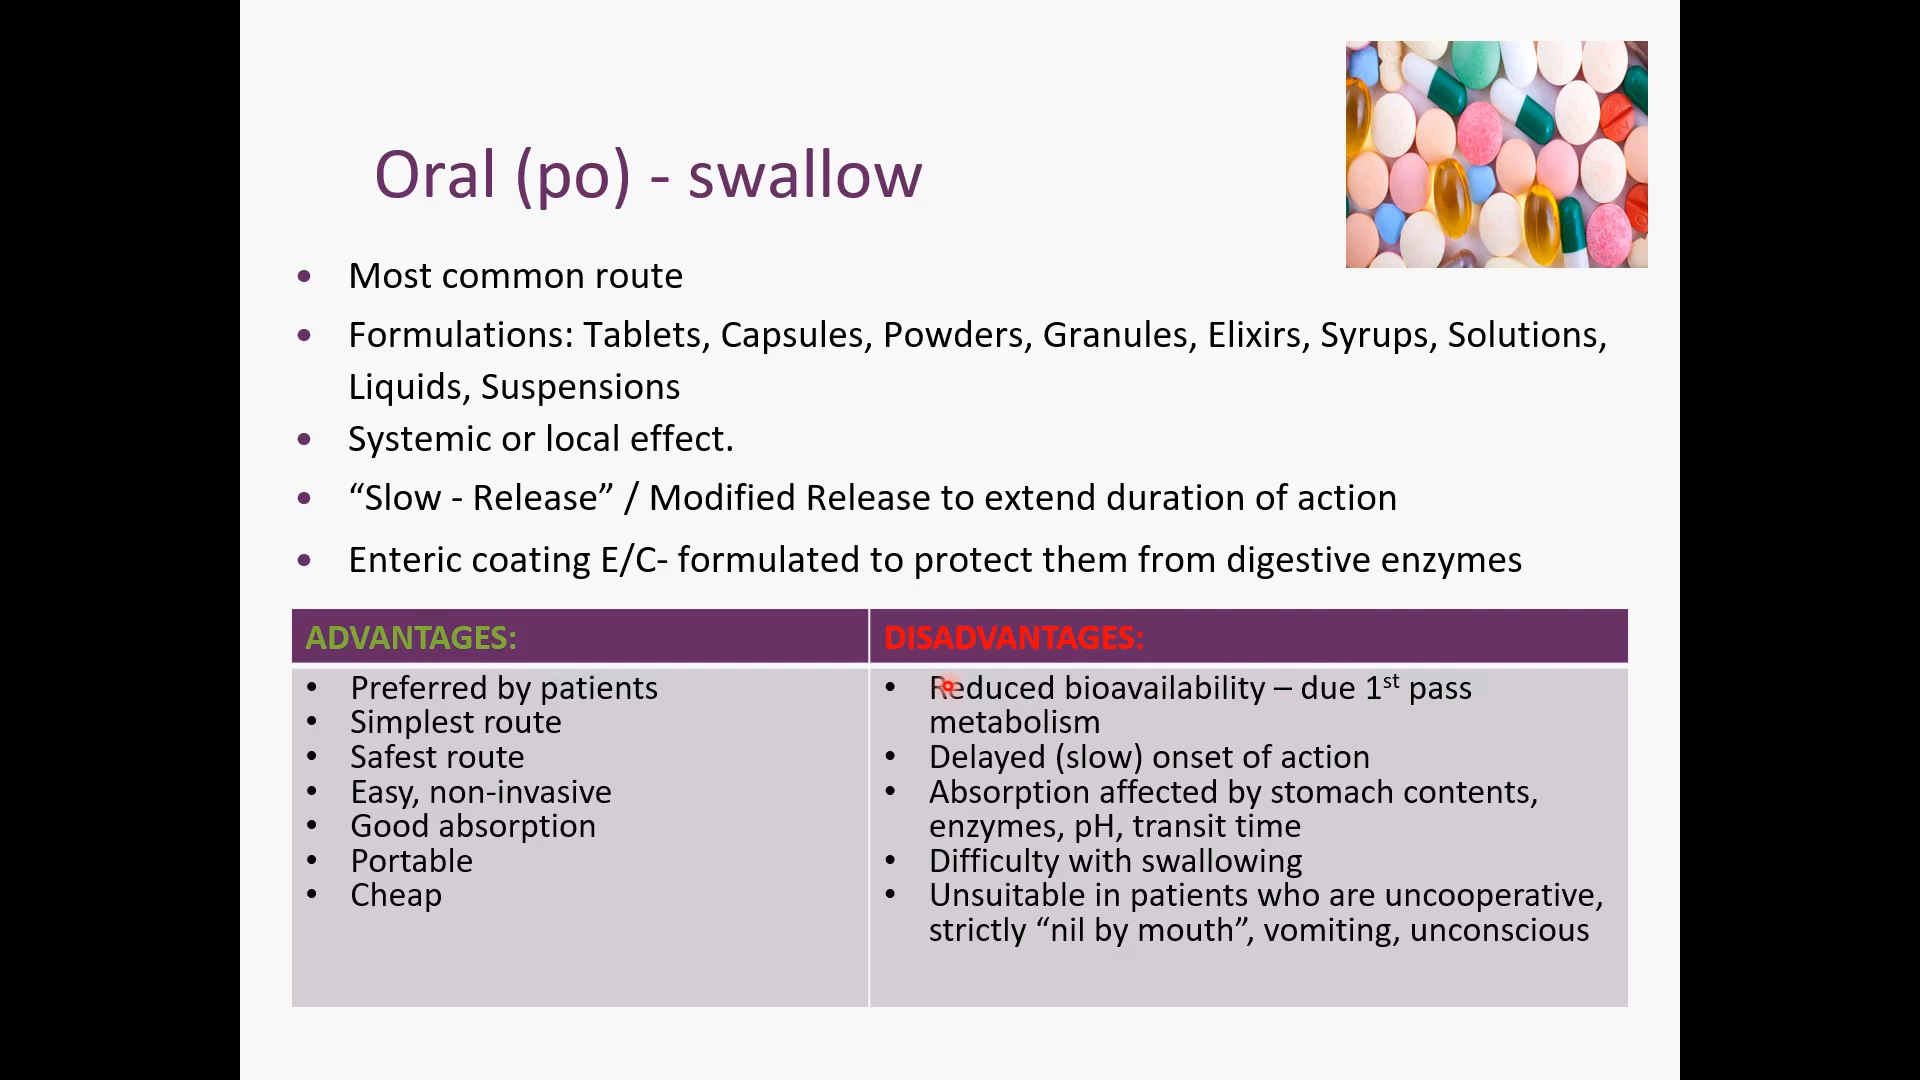 Oral (po) - swallow
• Most common route
• Formulations: Tablets, Capsules, Powders, Granules, Elixirs, Syrups, Solutions,
Liquids, Suspensions
• Systemic or local effect.
• “Slow - Release” / Modified Release to extend duration of action
• Enteric coating E/C- formulated to protect them from digestive enzymes
ADVANTAGES:
• Preferred by patients
• Simplest route
• Safest route
• Easy, non-invasive
• Good absorption
• Portable
• Cheap
DISADVANTAGES:
• Reduced bioavailability – due 1st pass
metabolism
• Delayed (slow) onset of action
• Absorption affected by stomach contents,
enzymes, pH, transit time
• Difficulty with swallowing
• Unsuitable in patients who are uncooperative,
strictly “nil by mouth”, vomiting, unconscious